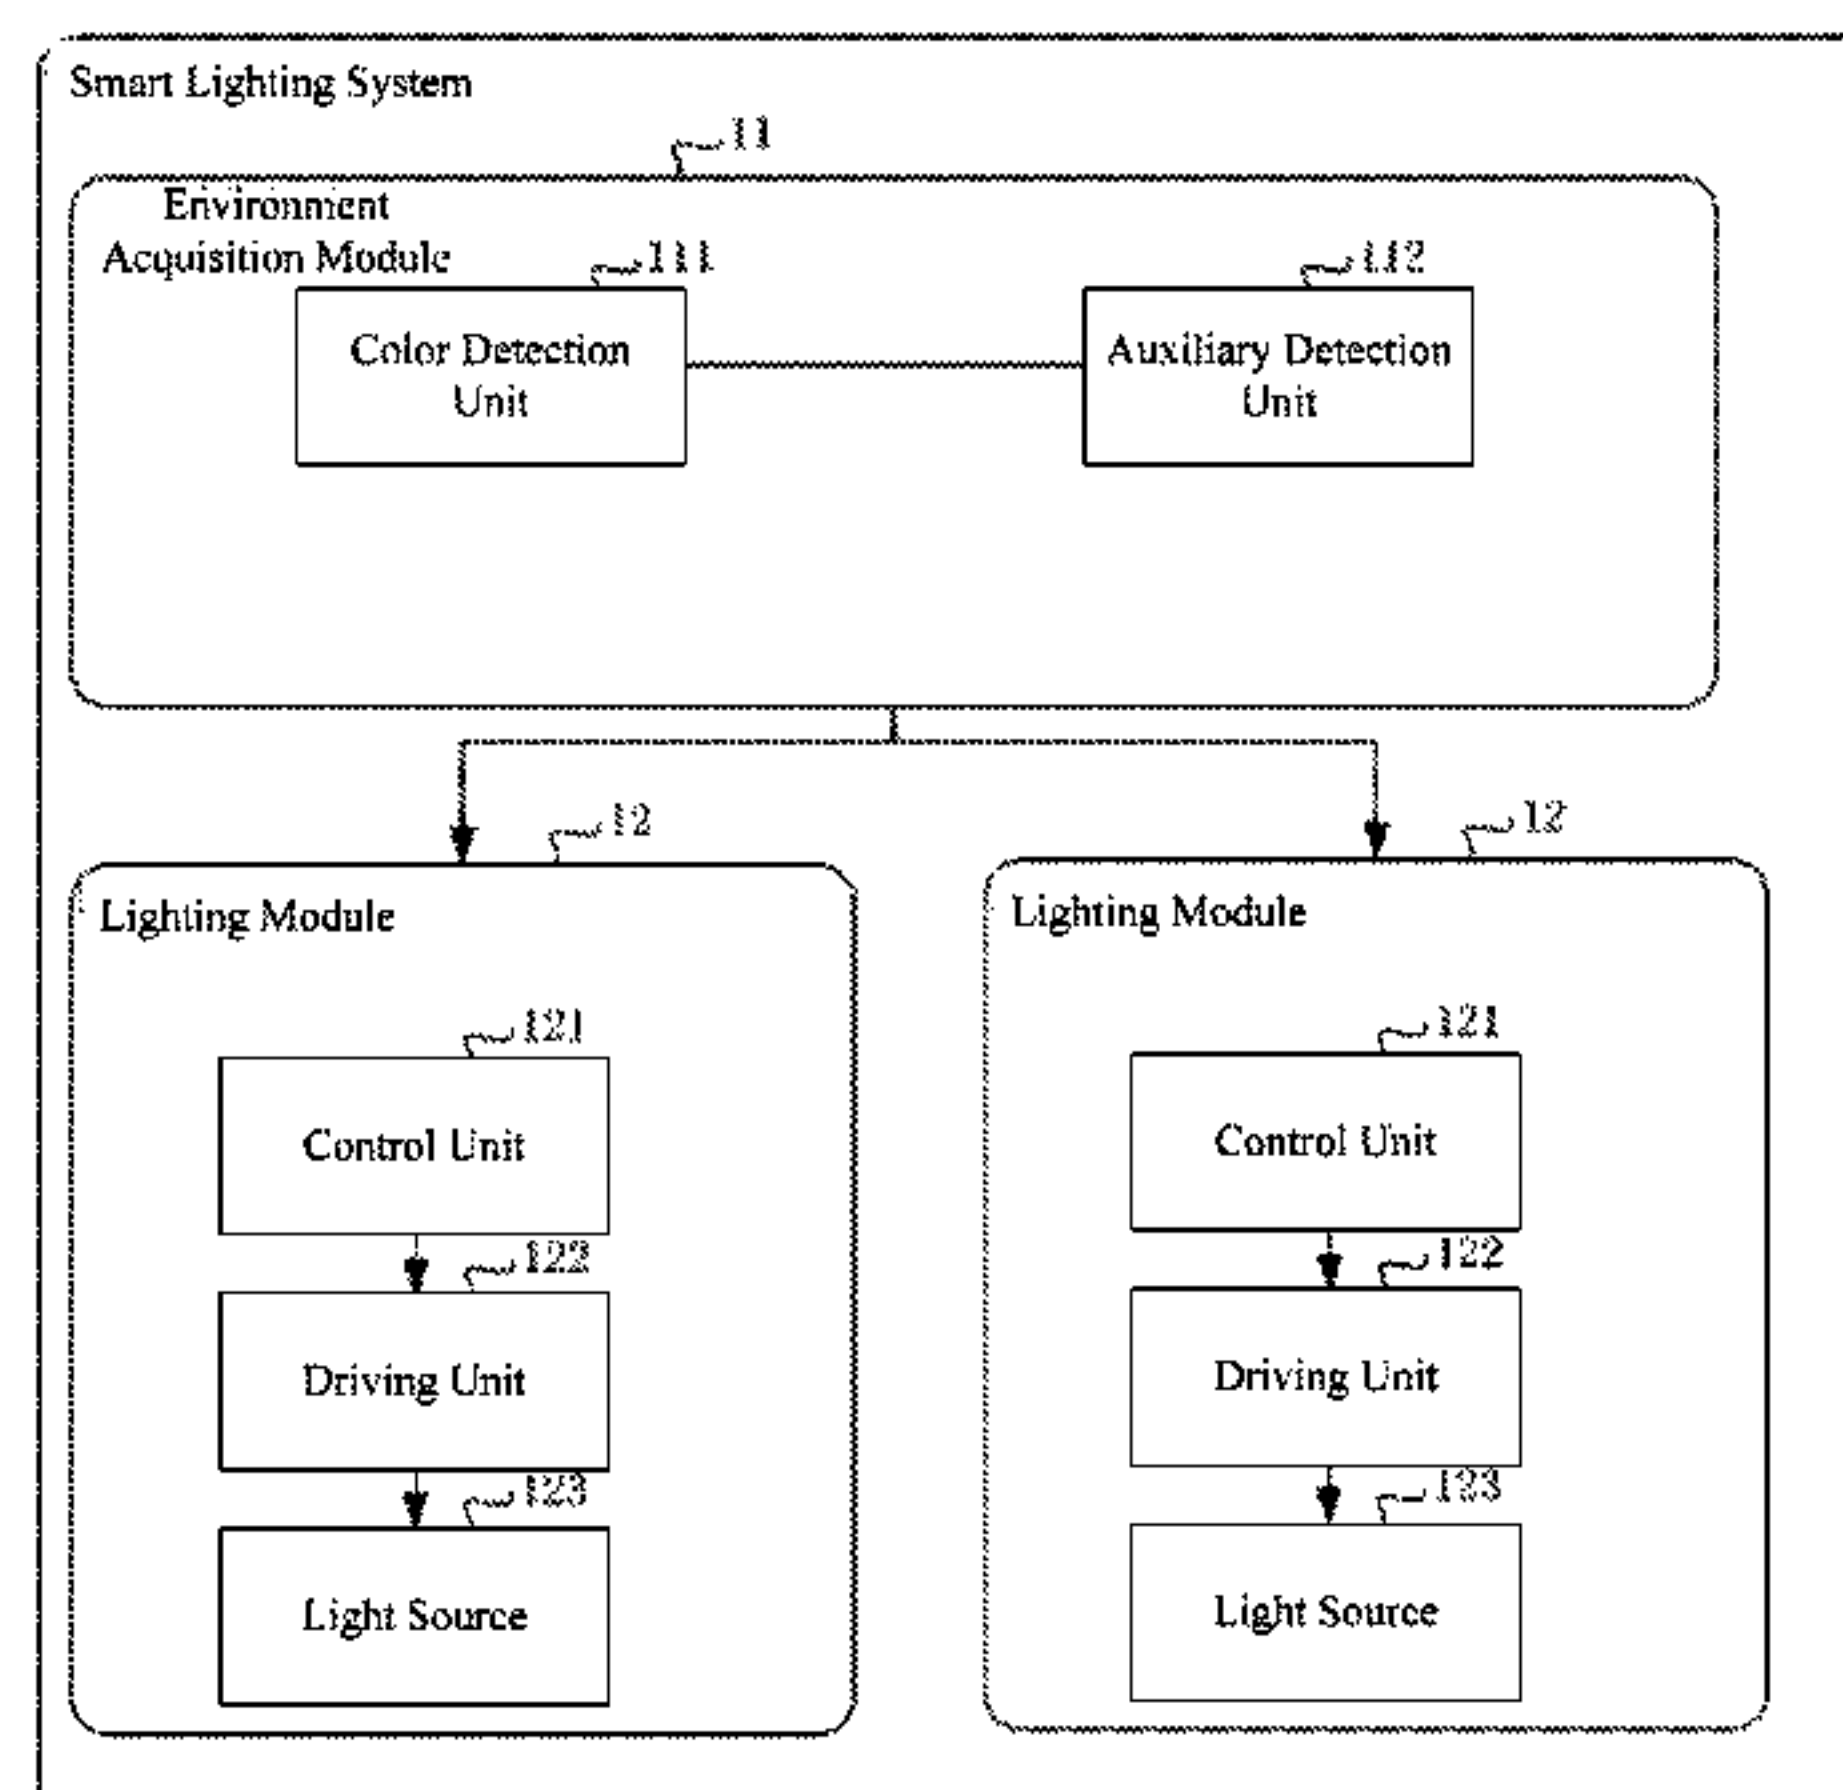 Smart Lighting System
11
Environment
Acquisition Module
111
112
Color Detection
Unit
Auxiliary Detection
Unit
12
12
Lighting Module
Lighting Module
121
121
Control Unit
Control Unit
122
122
Driving Unit
Driving Unit
123
123
Light Source
Light Source